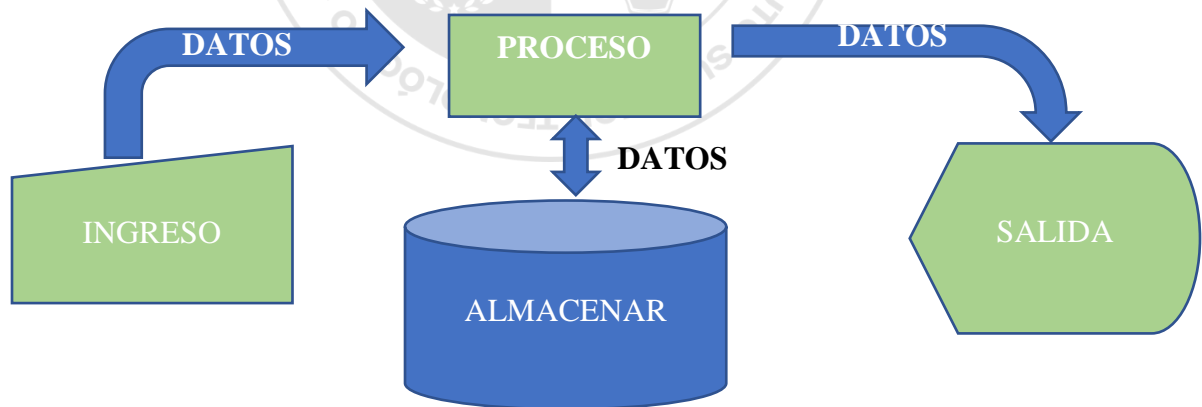 DATOS
PROCESO
DATOS
DATOS
INGRESO
SALIDA
ALMACENAR